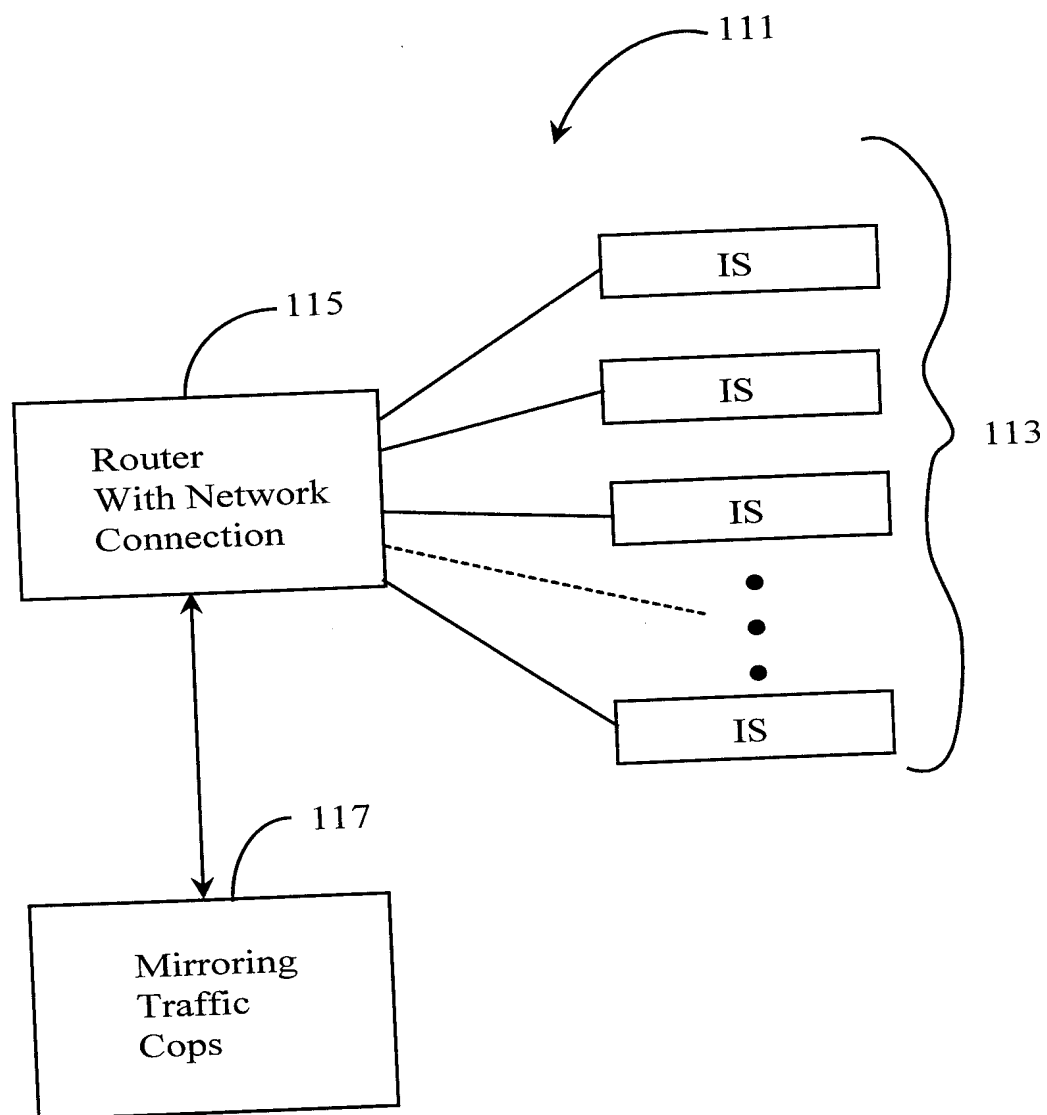 111
IS
115
IS
113
Router
With Network
Connection
IS
IS
117
Mirroring
Traffic
Cops